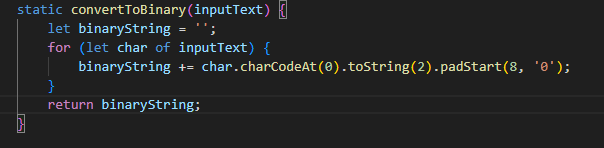 static convertToBinary(inputText) {
    let binaryString = '';
    for (let char of inputText) {
        binaryString += char.charCodeAt(0).toString(2).padStart(8, '0');
    }
    return binaryString;
}